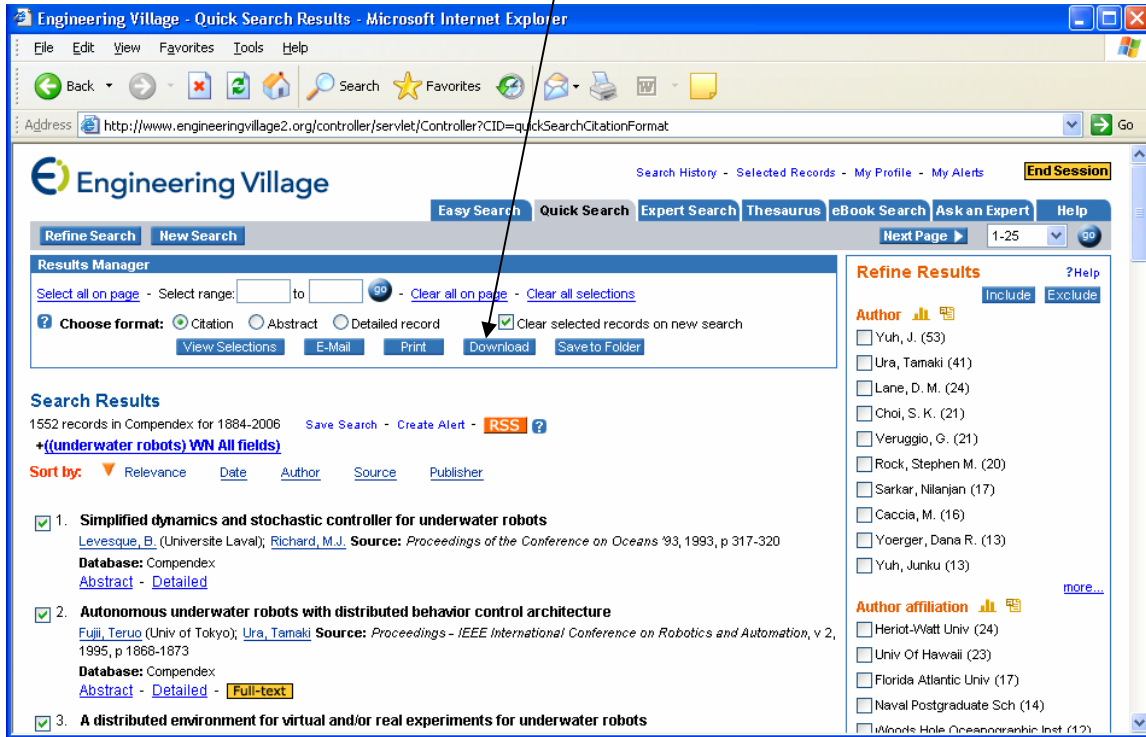 Engineering Village - Quick Search Results - Microsoft Internet Explorer
File Edit View Favorites Tools Help
Back Search Favorites
Address http://www.engineeringvillage2.org/controller/servlet/Controller?CID=quickSearchCitationFormat Go
Engineering Village
Search History - Selected Records - My Profile - My Alerts End Session
Easy Search Quick Search Expert Search Thesaurus eBook Search Ask an Expert Help
Refine Search New Search Next Page 1-25 go
Results Manager
Select all on page - Select range: to go - Clear all on page - Clear all selections
? Choose format: Citation Abstract Detailed record Clear selected records on new search
View Selections E-Mail Print Download Save to Folder
Search Results
1552 records in Compendex for 1884-2006 Save Search - Create Alert - RSS ?
+((underwater robots) WN All fields)
Sort by: Relevance Date Author Source Publisher
1. Simplified dynamics and stochastic controller for underwater robots
Levesque, B. (Universite Laval); Richard, M.J. Source: Proceedings of the Conference on Oceans '93, 1993, p 317-320
Database: Compendex
Abstract - Detailed
2. Autonomous underwater robots with distributed behavior control architecture
Fujii, Teruo (Univ of Tokyo); Ura, Tamaki Source: Proceedings - IEEE International Conference on Robotics and Automation, v 2,
1995, p 1868-1873
Database: Compendex
Abstract - Detailed - Full-text
3. A distributed environment for virtual and/or real experiments for underwater robots
Refine Results ?Help
Include Exclude
Author
Yuh, J. (53)
Ura, Tamaki (41)
Lane, D. M. (24)
Choi, S. K. (21)
Veruggio, G. (21)
Rock, Stephen M. (20)
Sarkar, Nilanjan (17)
Caccia, M. (16)
Yoerger, Dana R. (13)
Yuh, Junku (13)
more...
Author affiliation
Heriot-Watt Univ (24)
Univ Of Hawaii (23)
Florida Atlantic Univ (17)
Naval Postgraduate Sch (14)
Woods Hole Oceanographic Inst (12)